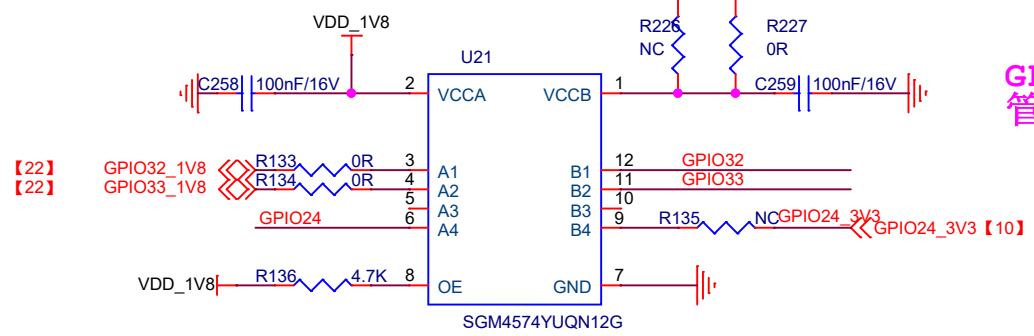 VDD_1V8
R226
NC
R227
0R
U21
C258
100nF/16V
2
VCCA
VCCB
1
C259
100nF/16V
【22】
GPIO32_1V8
R133
0R
3
A1
B1
12
GPIO32
【22】
GPIO33_1V8
R134
0R
4
A2
B2
11
GPIO33
5
A3
B3
10
GPIO24
6
A4
B4
9
R135
NC
GPIO24_3V3
GPIO24_3V3【10】
VDD_1V8
R136
4.7K
8
OE
GND
7
SGM4574YUQN12G
管